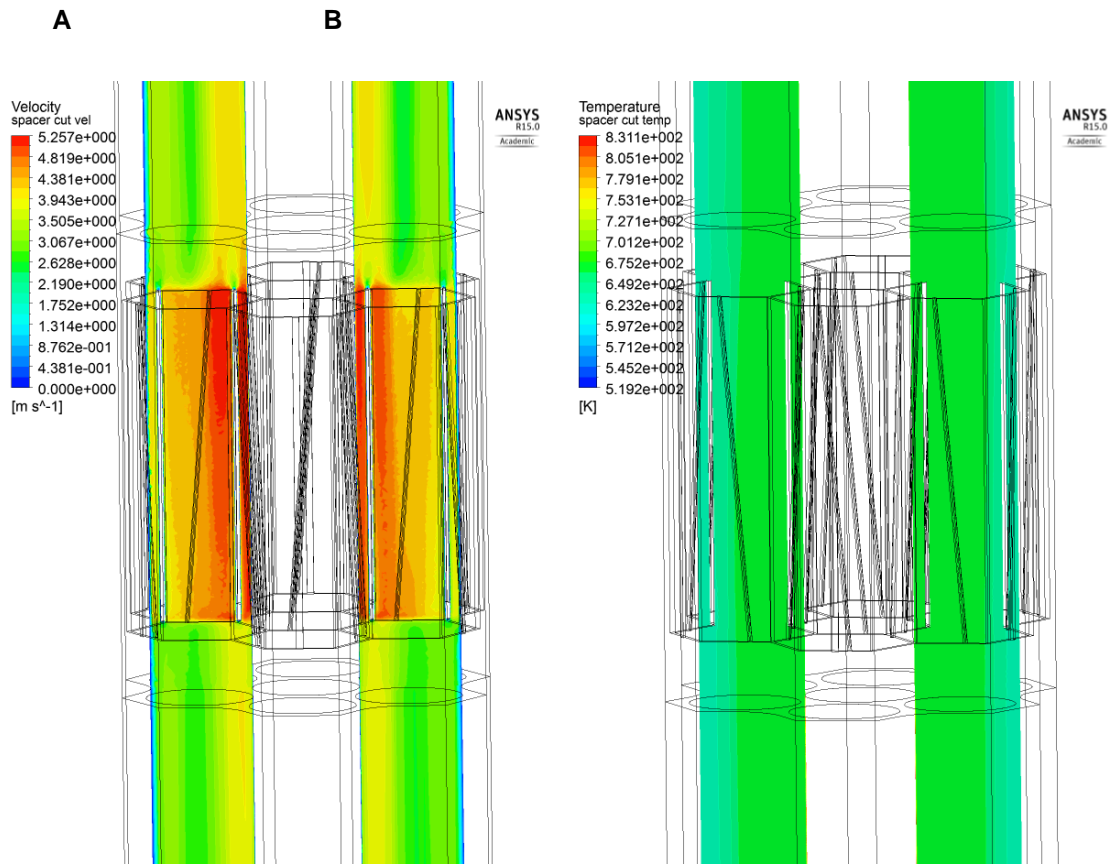 A B
Velocity
spacer cut vel
5.257e+000
4.819e+000
4.381e+000
3.943e+000
3.505e+000
3.067e+000
2.628e+000
2.190e+000
1.752e+000
1.314e+000
8.762e-001
4.381e-001
0.000e+000
[m s^-1]
ANSYS
R15.0
Academic
Temperature
spacer cut temp
8.311e+002
8.051e+002
7.791e+002
7.531e+002
7.271e+002
7.012e+002
6.752e+002
6.492e+002
6.232e+002
5.972e+002
5.712e+002
5.452e+002
5.192e+002
[K]
ANSYS
R15.0
Academic